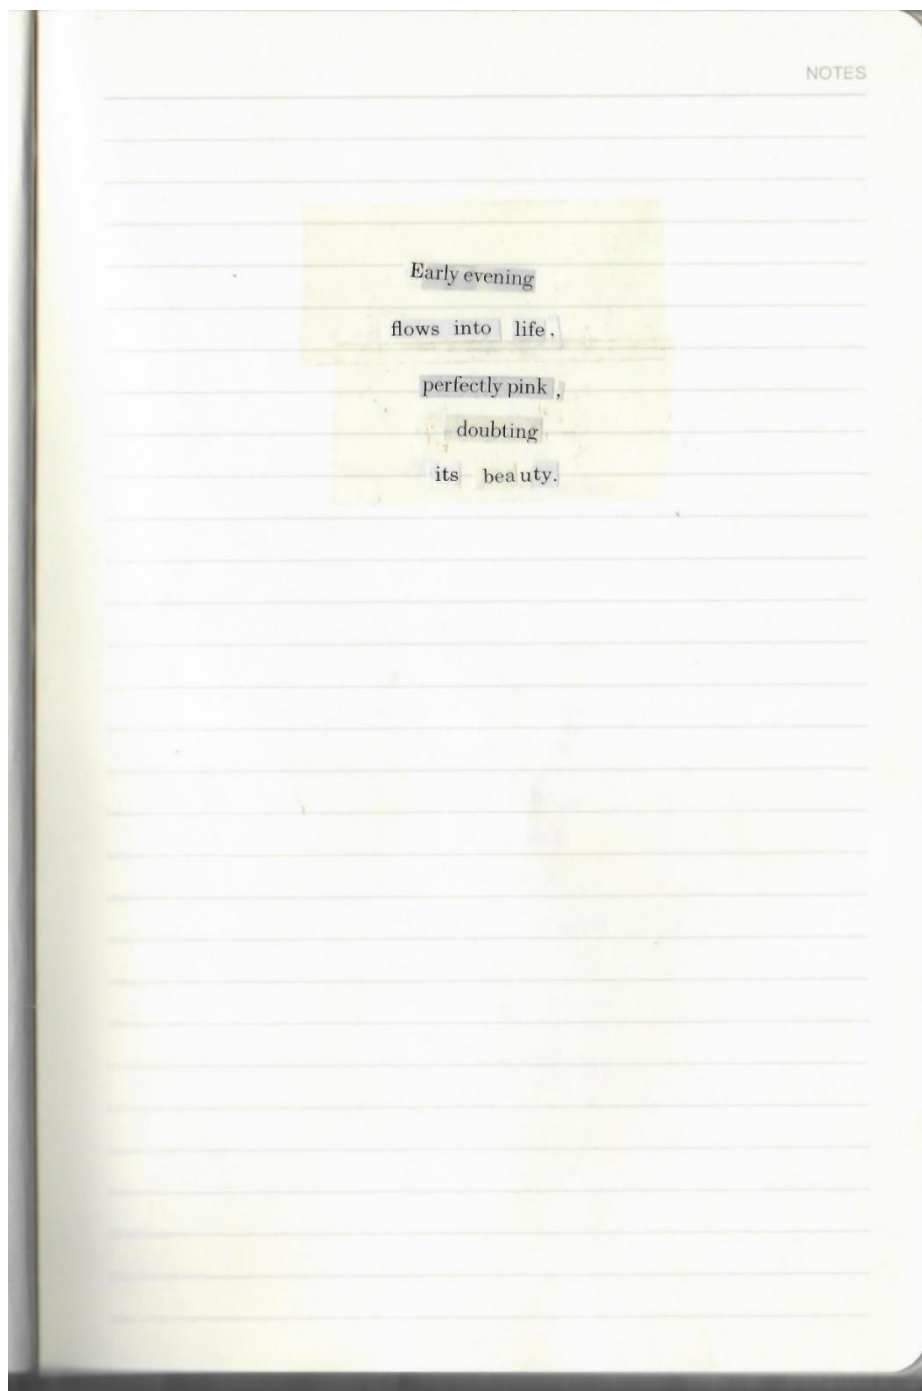 NOTES
Early evening
flows into life,
perfectly pink,
doubting
its beauty.